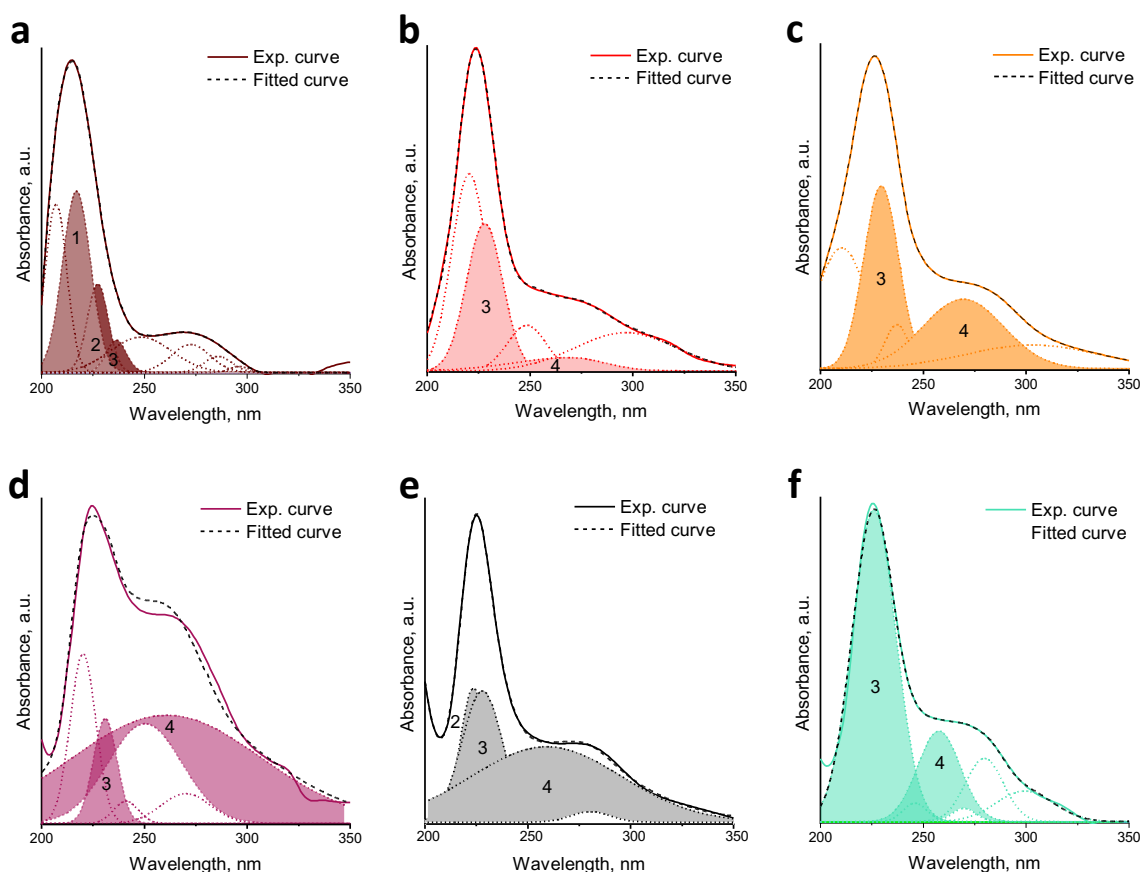 a
Exp. curve
Fitted curve
Absorbance, a.u.
1
2
3
200 250 300 350
Wavelength, nm
b
Exp. curve
Fitted curve
Absorbance, a.u.
3
4
200 250 300 350
Wavelength, nm
c
Exp. curve
Fitted curve
Absorbance, a.u.
3
4
200 250 300 350
Wavelength, nm
d
Exp. curve
Fitted curve
Absorbance, a.u.
4
3
200 250 300 350
Wavelength, nm
e
Exp. curve
Fitted curve
Absorbance, a.u.
2
3
4
200 250 300 350
Wavelength, nm
f
Exp. curve
Fitted curve
Absorbance, a.u.
3
4
200 250 300 350
Wavelength, nm